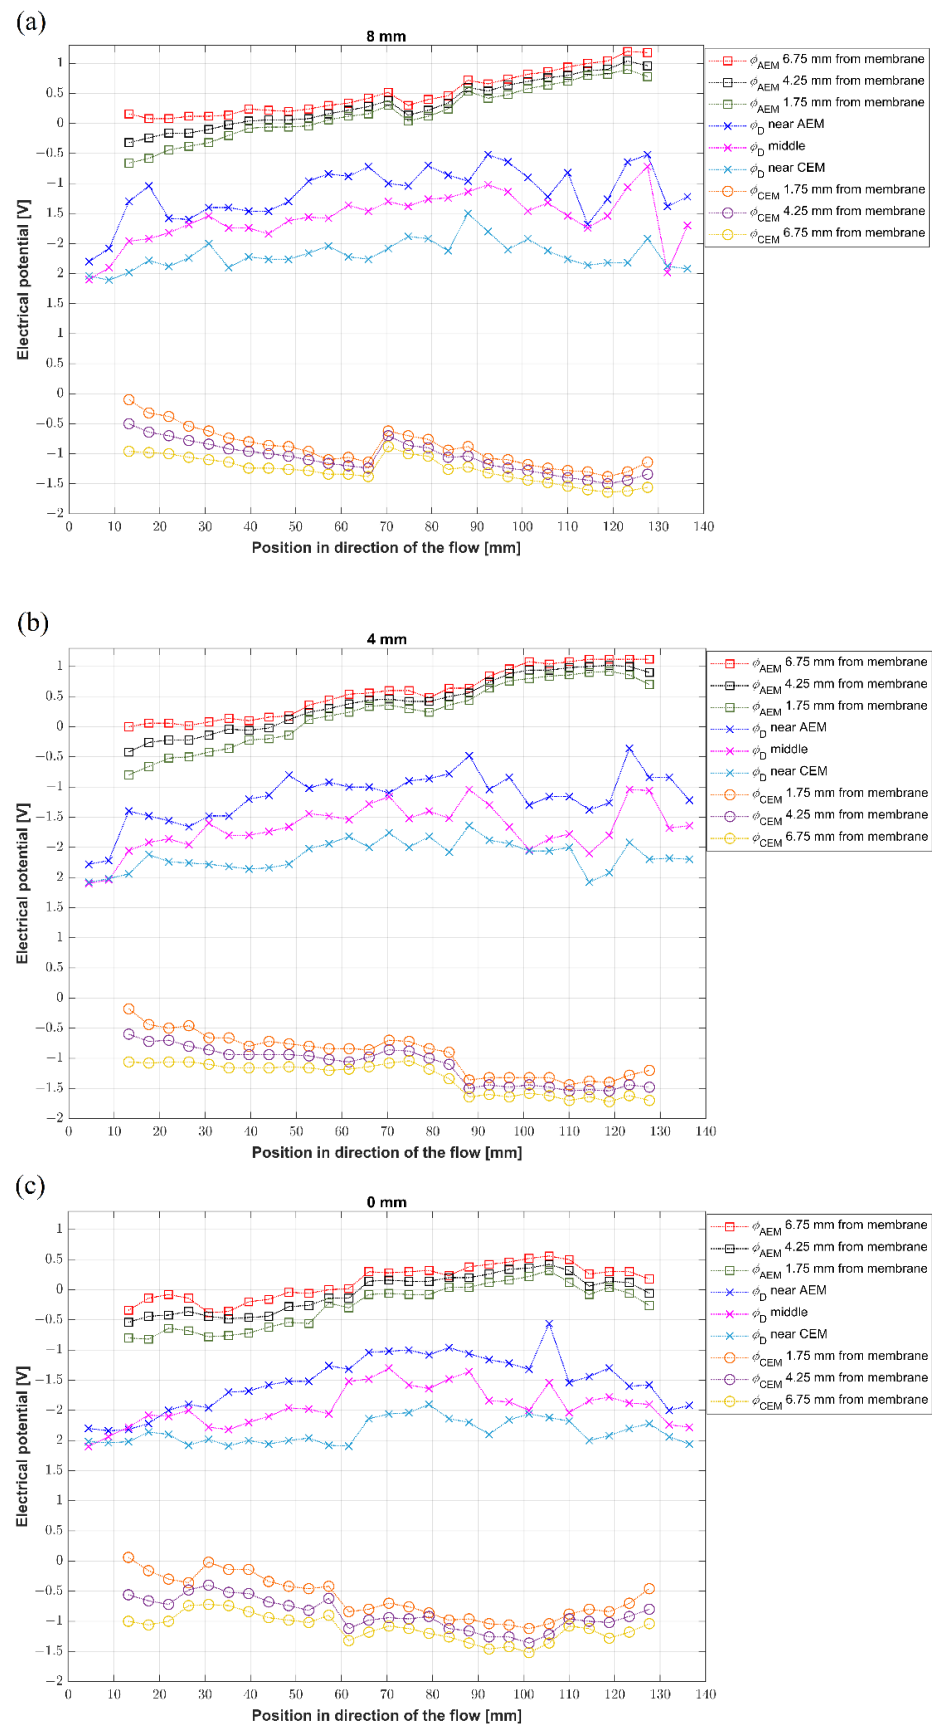 (a)
8 mm
1
0.5
0
−0.5
−1
1.5
−2
2
1.5
1
0.5
0
−0.5
−1
−1.5
−2
Electrical potential [V]
0 10 20 30 40 50 60 70 80 90 100 110 120 130 140
Position in direction of the flow [mm]
ϕAEM 6.75 mm from membrane
ϕAEM 4.25 mm from membrane
ϕAEM 1.75 mm from membrane
ϕD near AEM
ϕD middle
ϕD near CEM
ϕCEM 1.75 mm from membrane
ϕCEM 4.25 mm from membrane
ϕCEM 6.75 mm from membrane
(b)
4 mm
1
0.5
0
−0.5
−1
−1.5
−2
2
1.5
1
0.5
0
−0.5
−1
−1.5
−2
Electrical potential [V]
0 10 20 30 40 50 60 70 80 90 100 110 120 130 140
Position in direction of the flow [mm]
ϕAEM 6.75 mm from membrane
ϕAEM 4.25 mm from membrane
ϕAEM 1.75 mm from membrane
ϕD near AEM
ϕD middle
ϕD near CEM
ϕCEM 1.75 mm from membrane
ϕCEM 4.25 mm from membrane
ϕCEM 6.75 mm from membrane
(c)
0 mm
1
0.5
0
−0.5
−1
−1.5
−2
2
1.5
1
0.5
0
−0.5
−1
−1.5
−2
Electrical potential [V]
0 10 20 30 40 50 60 70 80 90 100 110 120 130 140
Position in direction of the flow [mm]
ϕAEM 6.75 mm from membrane
ϕAEM 4.25 mm from membrane
ϕAEM 1.75 mm from membrane
ϕD near AEM
ϕD middle
ϕD near CEM
ϕCEM 1.75 mm from membrane
ϕCEM 4.25 mm from membrane
ϕCEM 6.75 mm from membrane